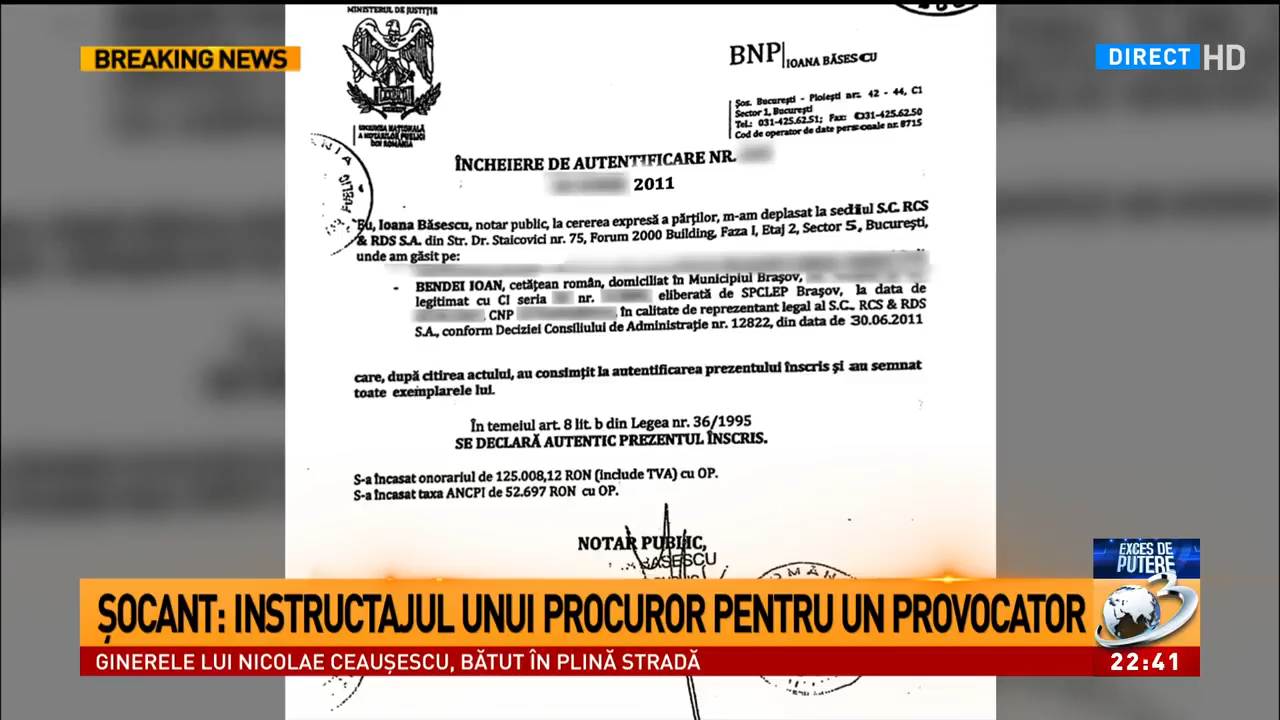 MINISTERUL DE JUSTIȚIE
BREAKING NEWS
DIRECT HD
BNP IOANA BĂSESCU
UNIUNEA NAȚIONALĂ
A NOTARILOR PUBLICI
DIN ROMÂNIA
Șos. București - Ploiești nr. 42 - 44, C1
Sector 1, București
Tel.: 031-425.62.51; Fax: 031-425.62.50
Cod de operator de date personale nr. 8715
ÎNCHEIERE DE AUTENTIFICARE NR.
2011
Eu, Ioana Băsescu, notar public, la cererea expresă a părților, m-am deplasat la sediul S.C. RCS
& RDS S.A. din Str. Dr. Staicovici nr. 75, Forum 2000 Building, Faza I, Etaj 2, Sector 5, București,
unde am găsit pe:
- BENDEI IOAN, cetățean român, domiciliat în Municipiul Brașov,
legitimat cu CI seria nr. eliberată de SPCLEP Brașov, la data de
, CNP , în calitate de reprezentant legal al S.C. RCS & RDS
S.A., conform Deciziei Consiliului de Administrație nr. 12822, din data de 30.06.2011
care, după citirea actului, au consimțit la autentificarea prezentului înscris și au semnat
toate exemplarele lui.
În temeiul art. 8 lit. b din Legea nr. 36/1995
SE DECLARĂ AUTENTIC PREZENTUL ÎNSCRIS.
S-a încasat onorariul de 125.008,12 RON (include TVA) cu OP.
S-a încasat taxa ANCPI de 52.697 RON cu OP.
NOTAR PUBLIC,
BĂSESCU
EXCES DE
PUTERE
ȘOCANT: INSTRUCTAJUL UNUI PROCUROR PENTRU UN PROVOCATOR
3
GINERELE LUI NICOLAE CEAUȘESCU, BĂTUT ÎN PLINĂ STRADĂ
22:41